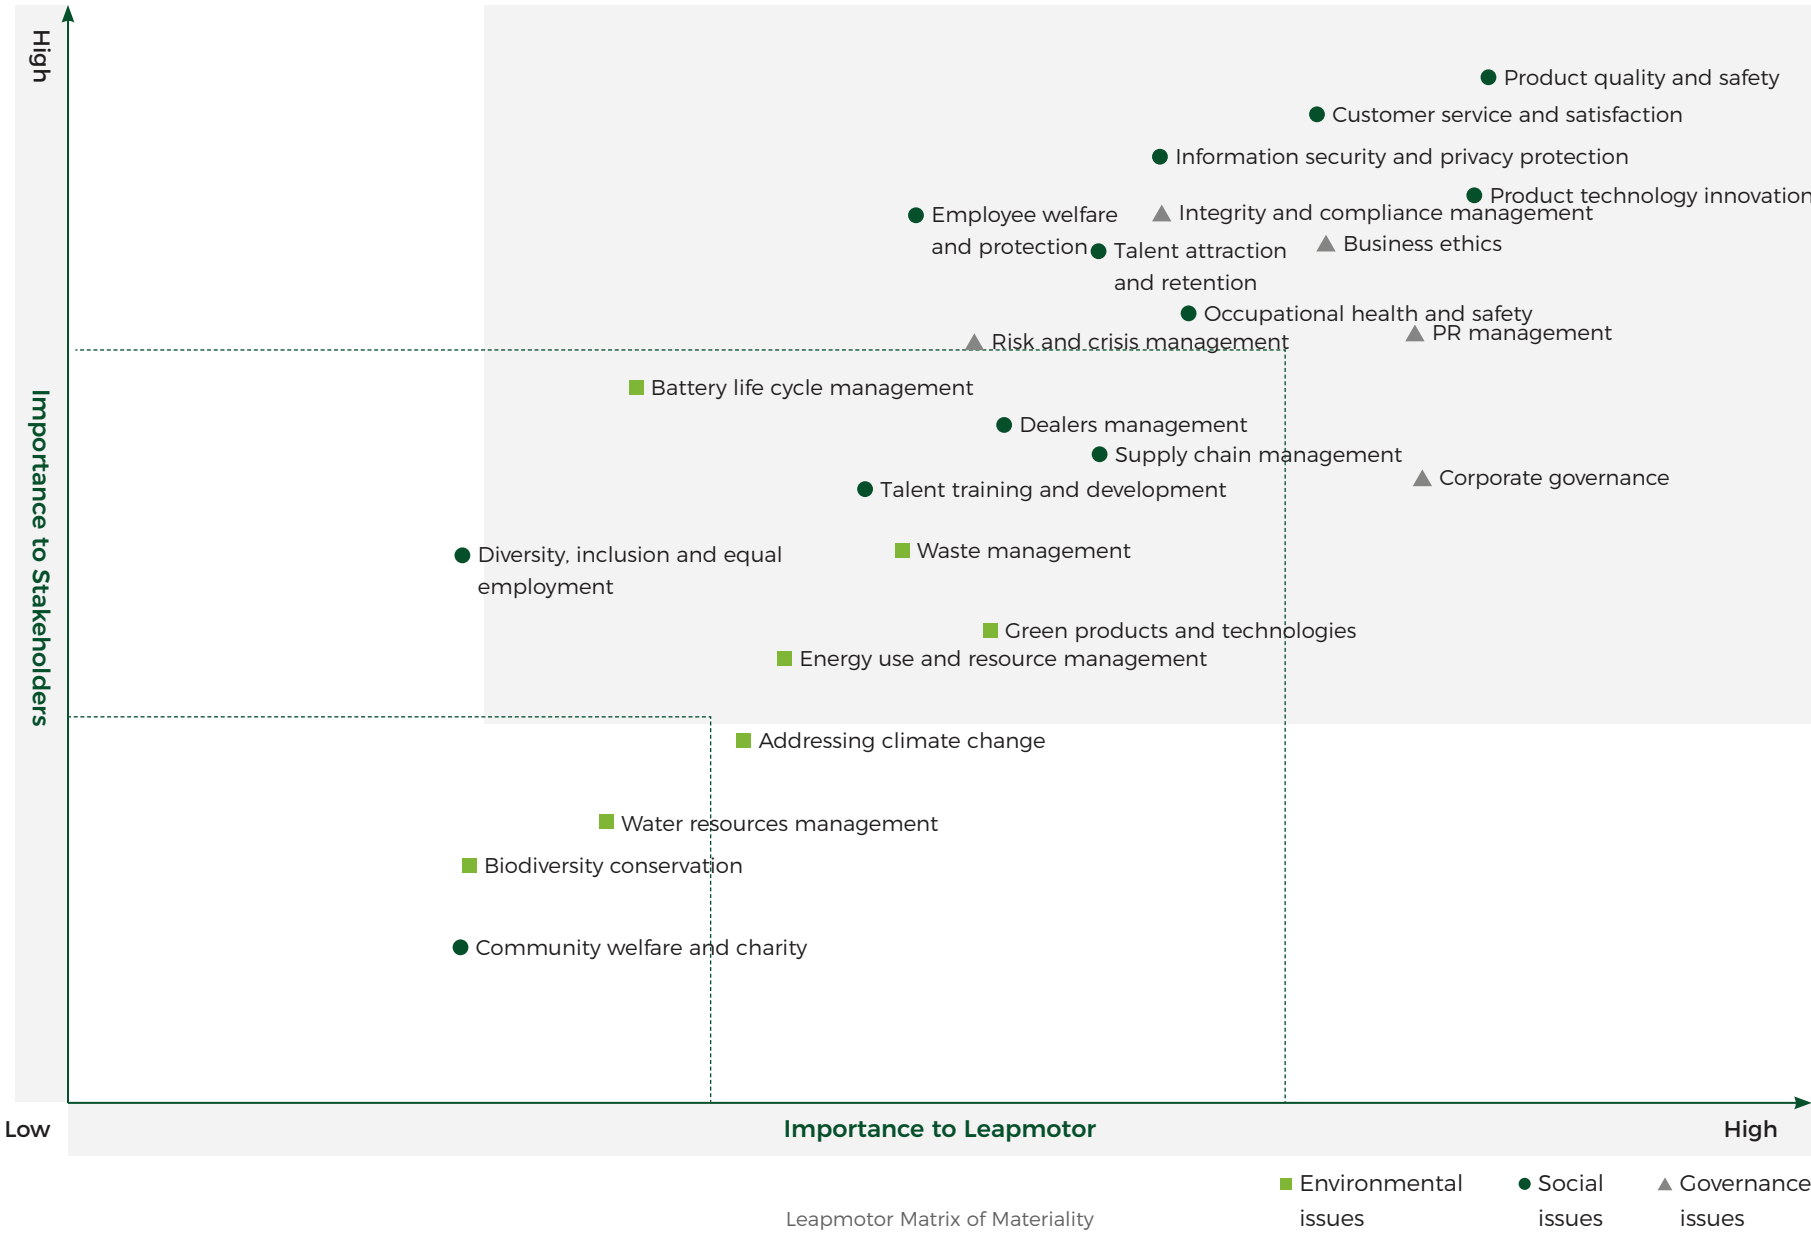 High
Importance to Stakeholders
Product quality and safety
Customer service and satisfaction
Information security and privacy protection
Product technology innovation
Employee welfare
and protection
Integrity and compliance management
Business ethics
Talent attraction
and retention
Occupational health and safety
PR management
Risk and crisis management
Battery life cycle management
Dealers management
Supply chain management
Corporate governance
Talent training and development
Waste management
Diversity, inclusion and equal
employment
Green products and technologies
Energy use and resource management
Addressing climate change
Water resources management
Biodiversity conservation
Community welfare and charity
Low
Importance to Leapmotor
High
Environmental
issues
Social
issues
Governance
issues
Leapmotor Matrix of Materiality